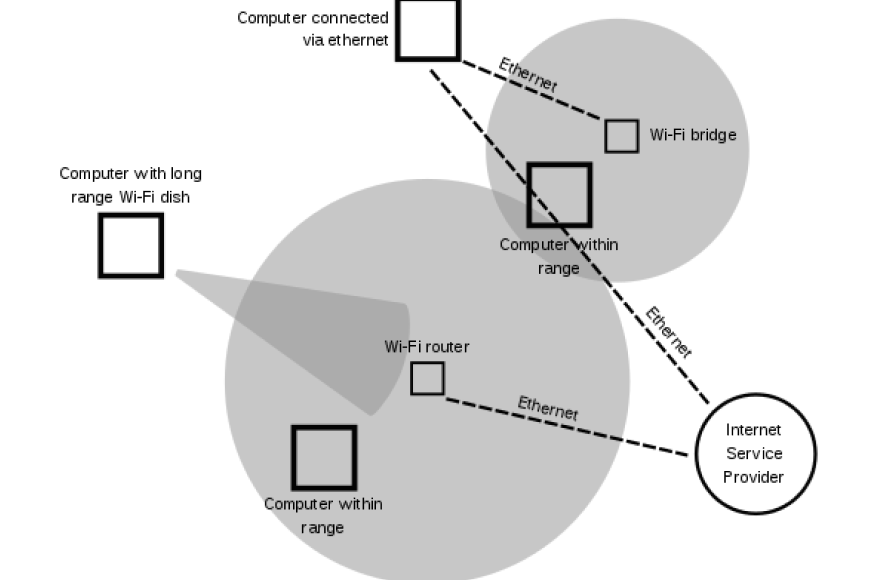 Computer connected
via ethernet
Ethernet
Wi-Fi bridge
Computer with long
range Wi-Fi dish
Computer within
range
Ethernet
Wi-Fi router
Ethernet
Internet
Service
Provider
Computer within
range